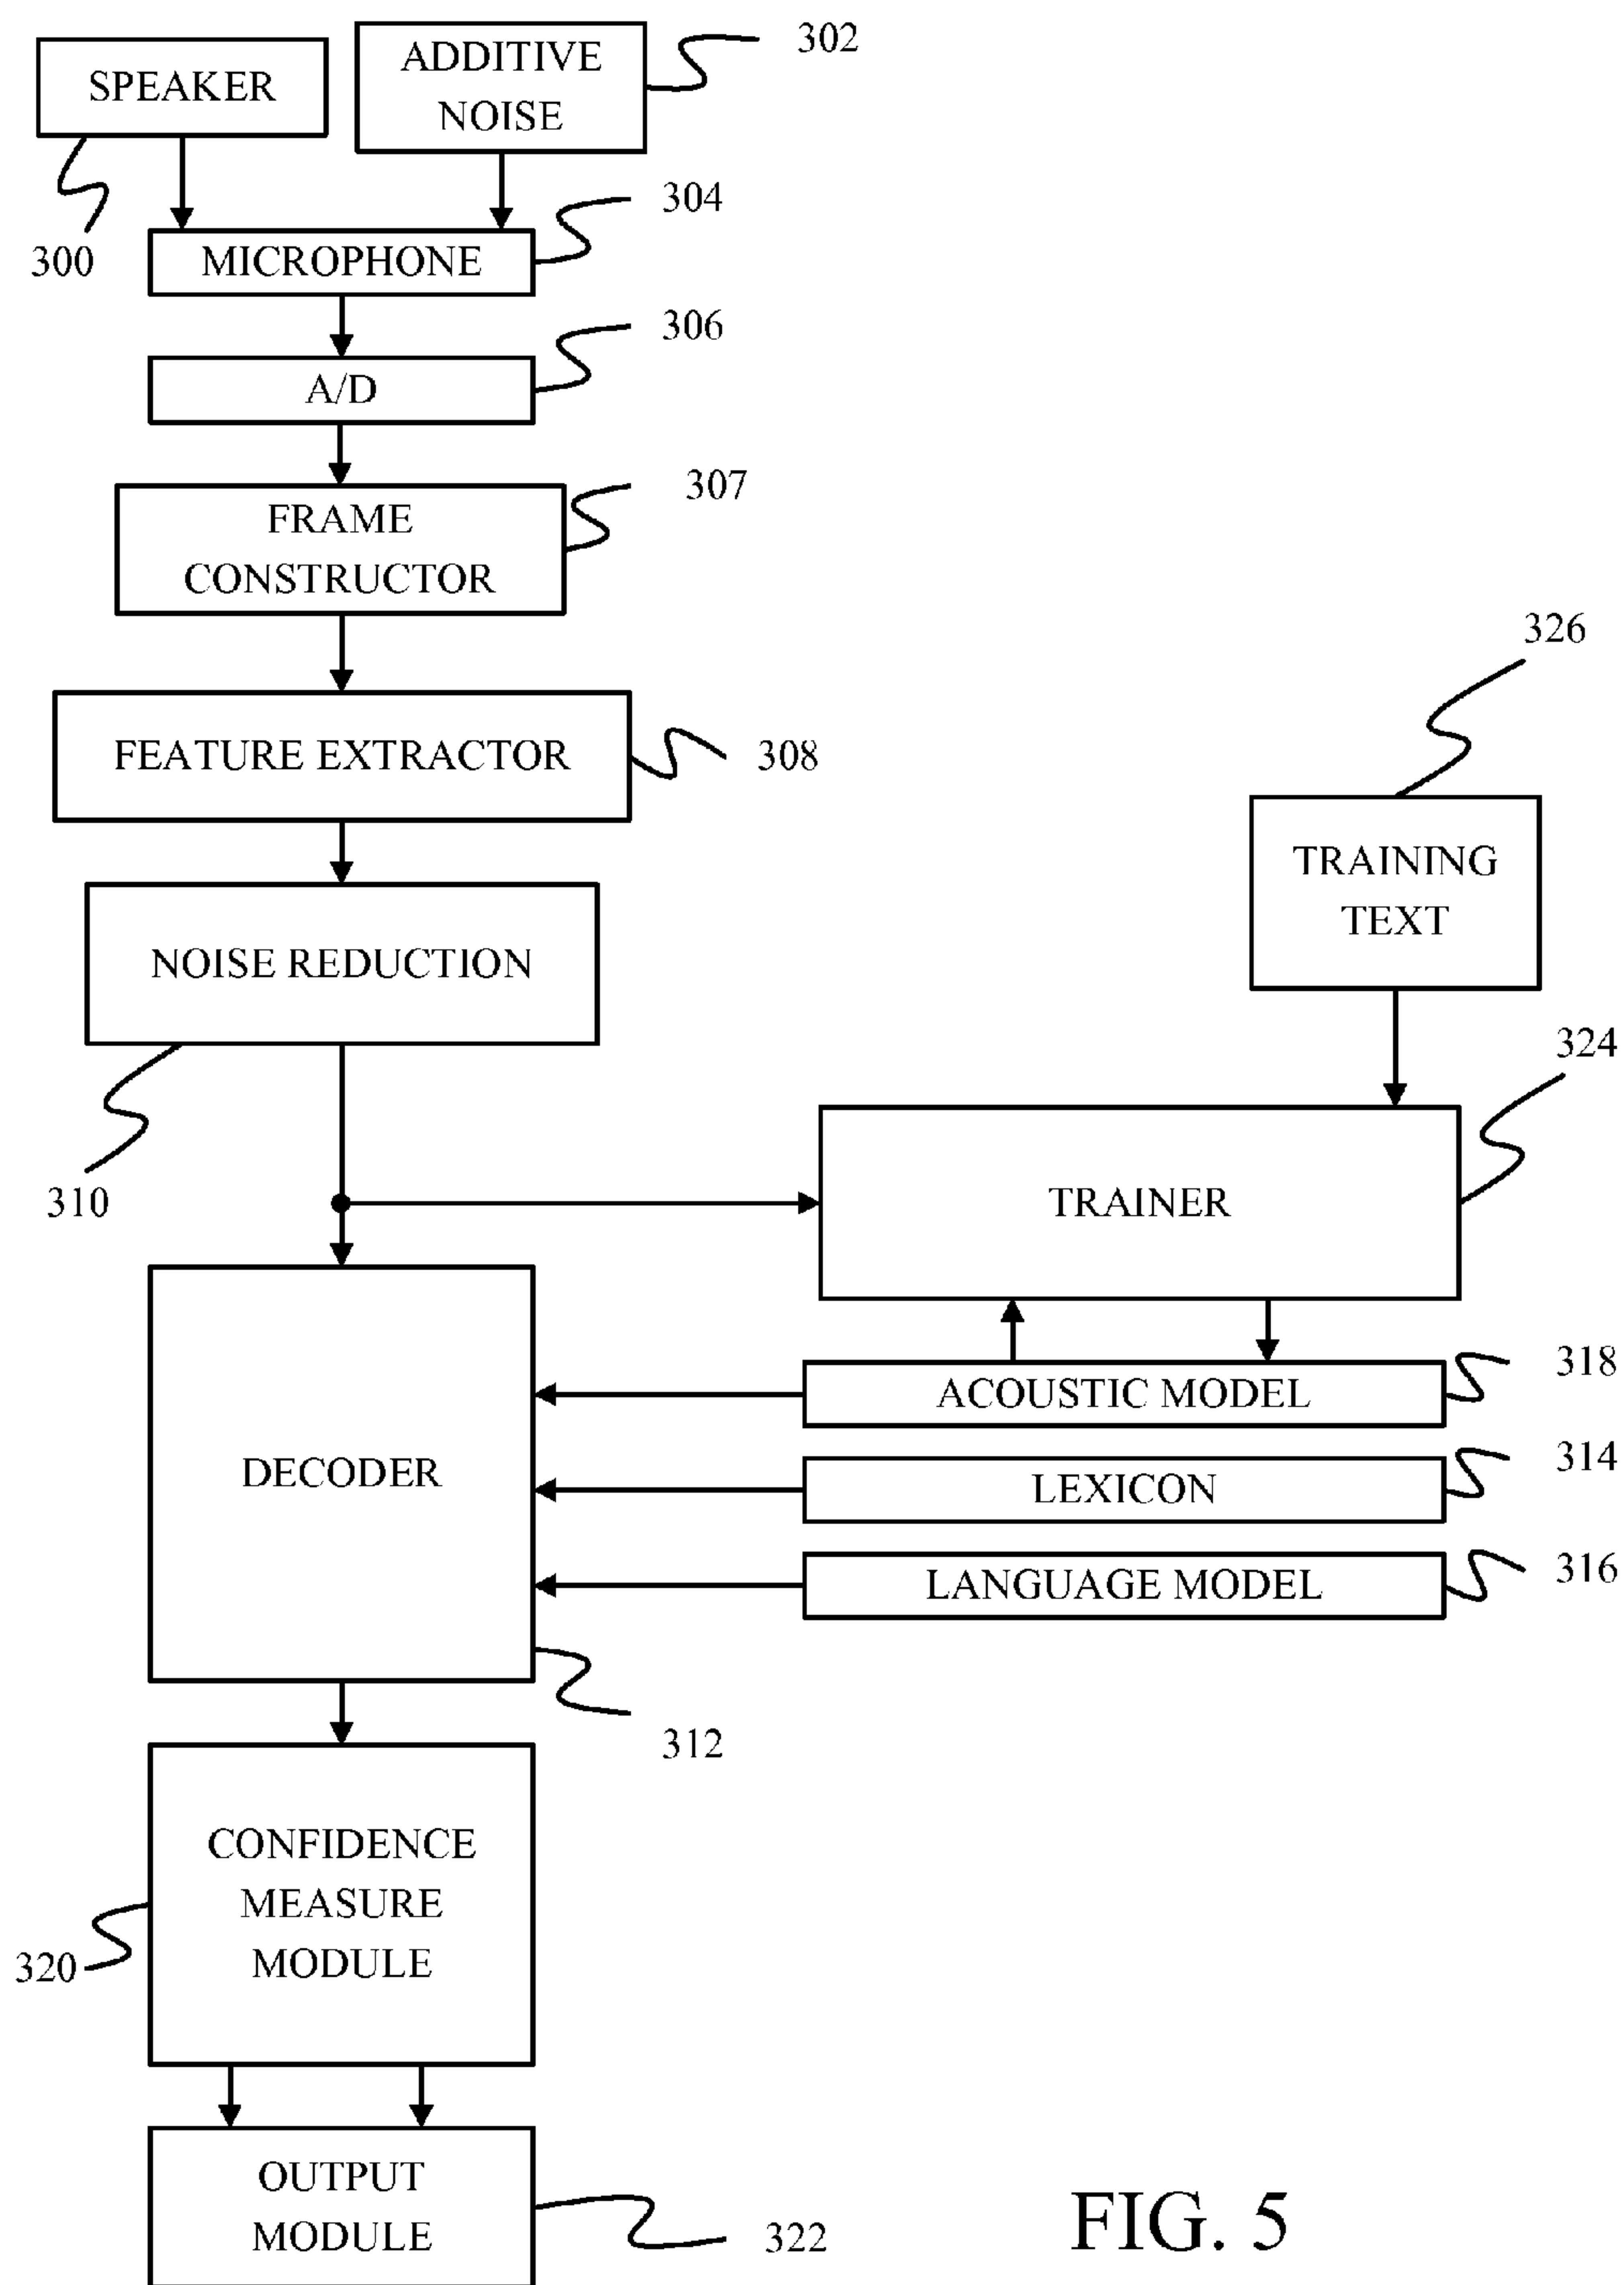 SPEAKER
ADDITIVE
NOISE
302
300
304
MICROPHONE
306
A/D
307
FRAME
CONSTRUCTOR
326
FEATURE EXTRACTOR
308
TRAINING
TEXT
NOISE REDUCTION
324
310
TRAINER
318
ACOUSTIC MODEL
DECODER
314
LEXICON
316
LANGUAGE MODEL
312
CONFIDENCE
MEASURE
MODULE
320
OUTPUT
MODULE
322
FIG. 5